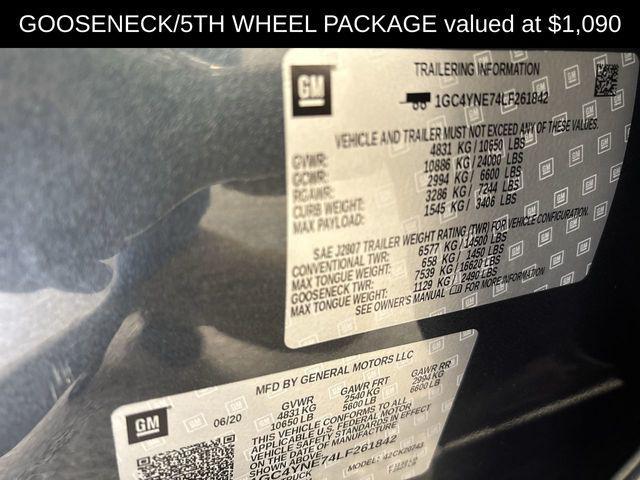 GOOSENECK/5TH WHEEL PACKAGE valued at $1,090
GM
TRAILERING INFORMATION
1GC4YNE74LF261842
VEHICLE AND TRAILER MUST NOT EXCEED ANY OF THESE VALUES.
GVWR: 4831 KG / 10650 LBS
GCWR: 10886 KG / 24000 LBS
RGAWR: 2994 KG / 6600 LBS
CURB WEIGHT: 3286 KG / 7244 LBS
MAX PAYLOAD: 1545 KG / 3406 LBS
SAE J2807 TRAILER WEIGHT RATING (TWR) FOR VEHICLE CONFIGURATION.
CONVENTIONAL TWR: 6577 KG / 14500 LBS
MAX TONGUE WEIGHT: 658 KG / 1450 LBS
GOOSENECK TWR: 7539 KG / 16620 LBS
MAX TONGUE WEIGHT: 1129 KG / 2490 LBS
SEE OWNER'S MANUAL FOR MORE INFORMATION
MFD BY GENERAL MOTORS LLC
GM
06/20
GVWR GAWR FRT GAWR RR
4831 KG 2540 KG 2994 KG
10650 LB 5600 LB 6600 LB
THIS VEHICLE CONFORMS TO ALL
APPLICABLE U.S. FEDERAL MOTOR
VEHICLE SAFETY STANDARDS IN EFFECT
ON THE DATE OF MANUFACTURE
SHOWN ABOVE.
1GC4YNE74LF261842
TRUCK
MODEL: 42CK20743